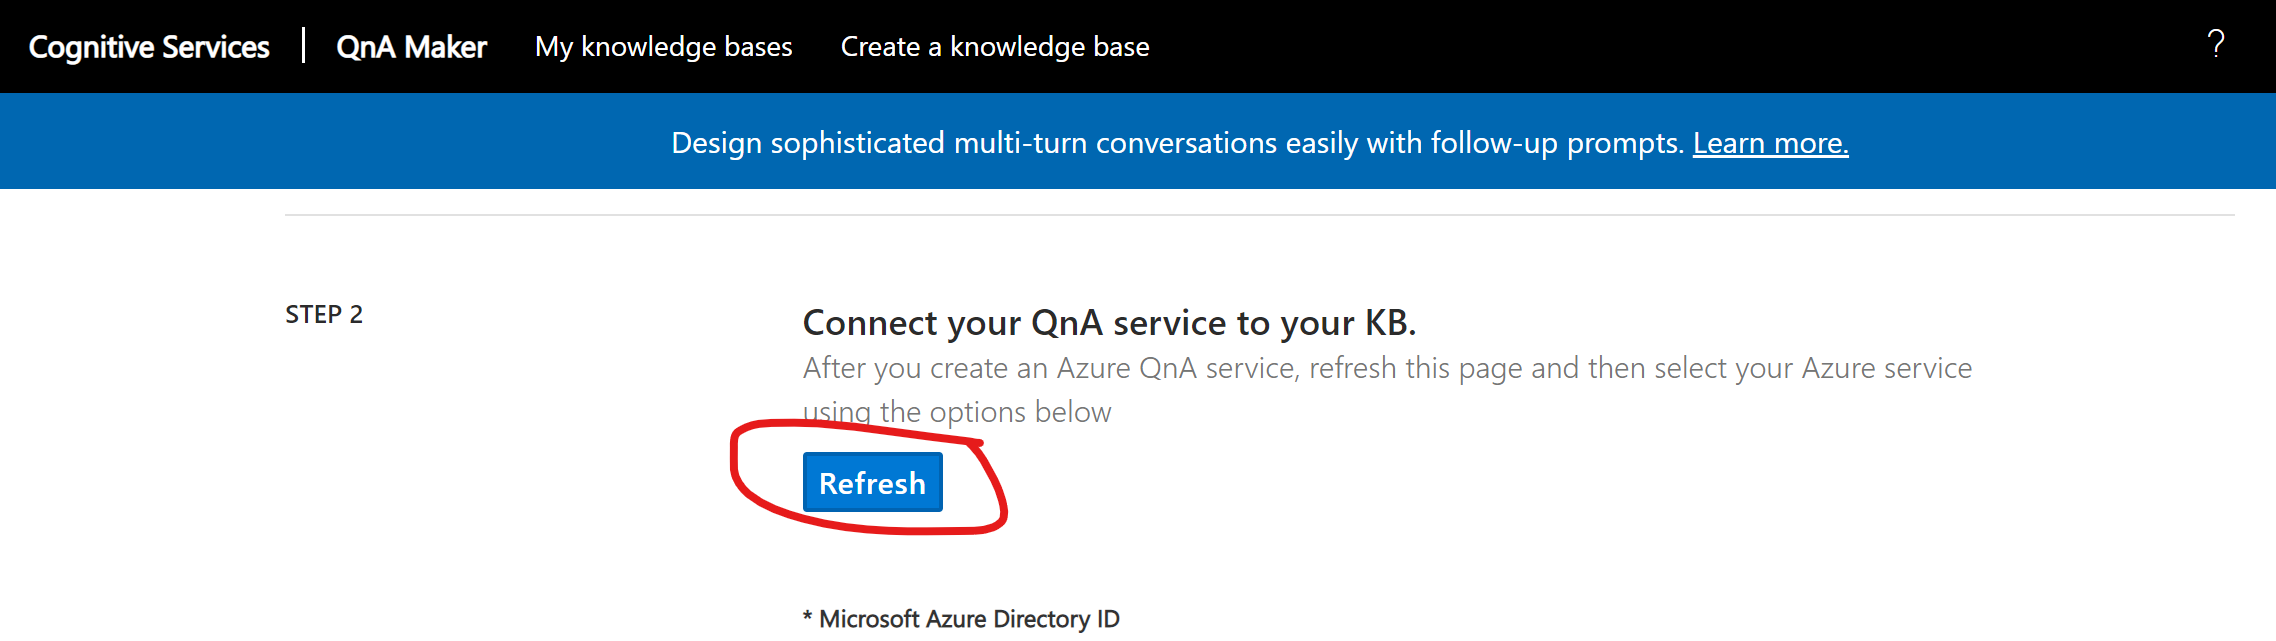 Cognitive Services | QnA Maker My knowledge bases Create a knowledge base ?
Design sophisticated multi-turn conversations easily with follow-up prompts. Learn more.
STEP 2
Connect your QnA service to your KB.
After you create an Azure QnA service, refresh this page and then select your Azure service
using the options below
Refresh
* Microsoft Azure Directory ID